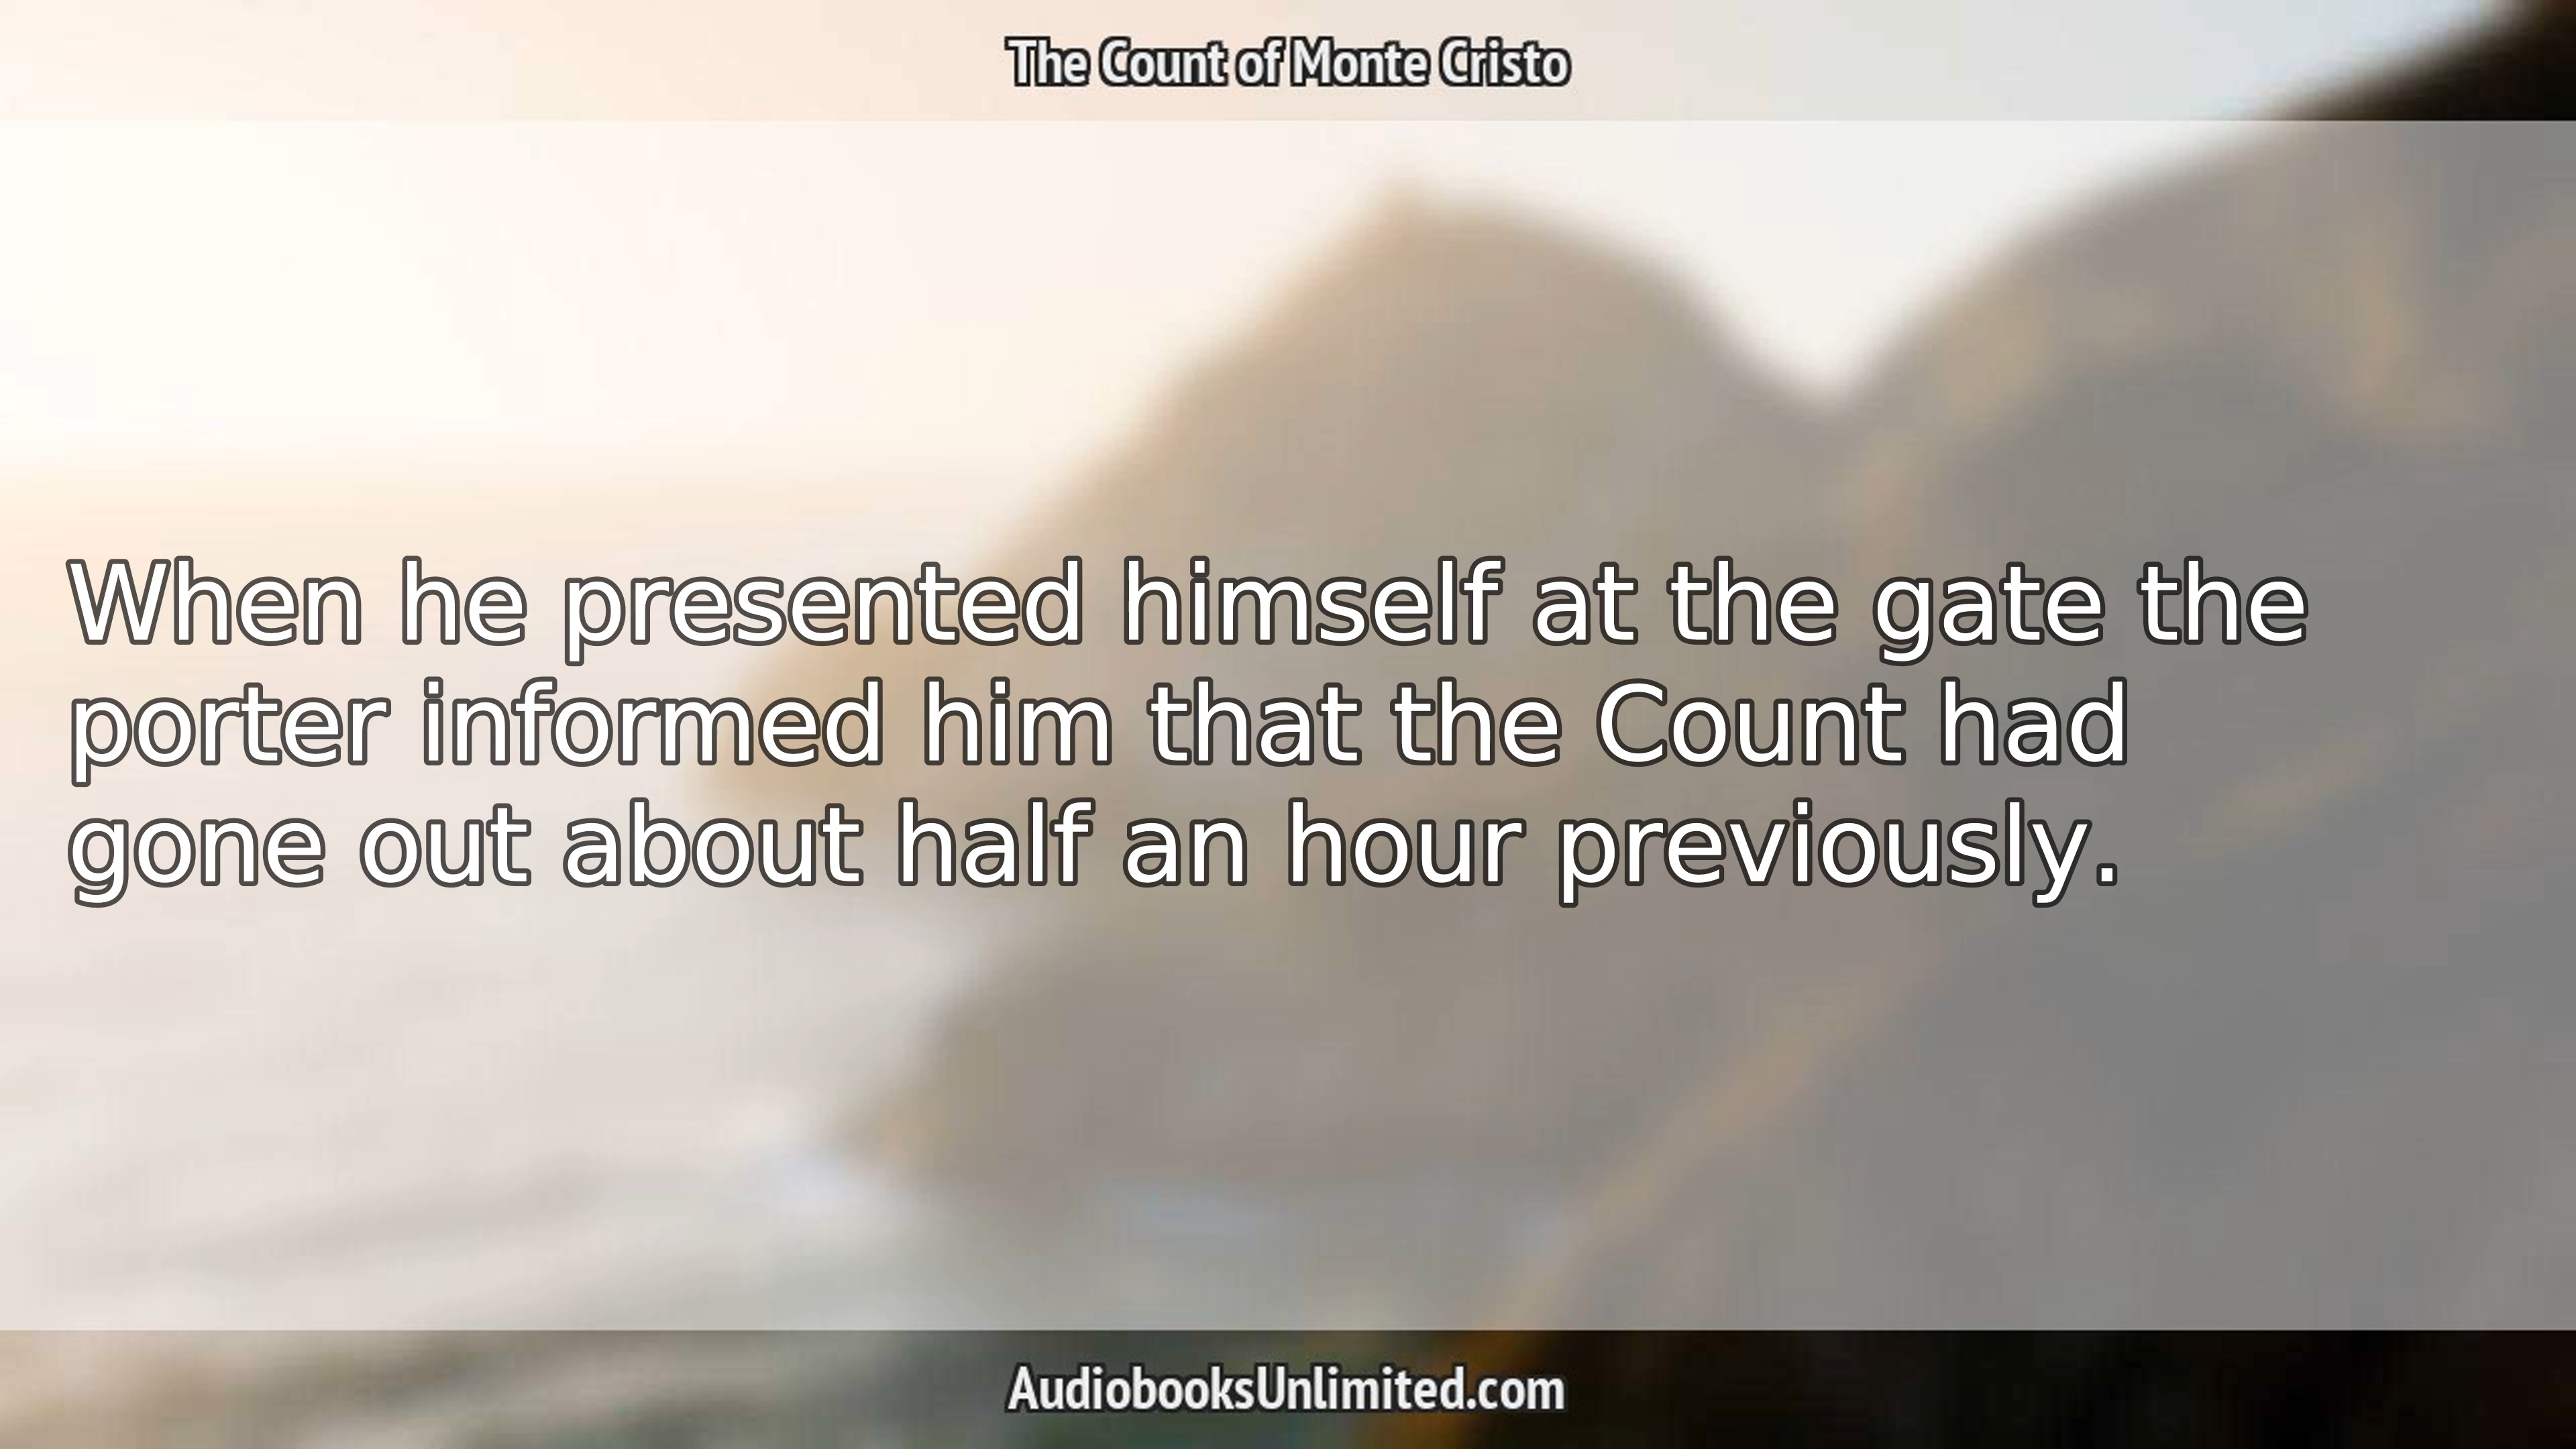 The Count of Monte Cristo
When he presented himself at the gate the
porter informed him that the Count had
gone out about half an hour previously.
AudiobooksUnlimited.com